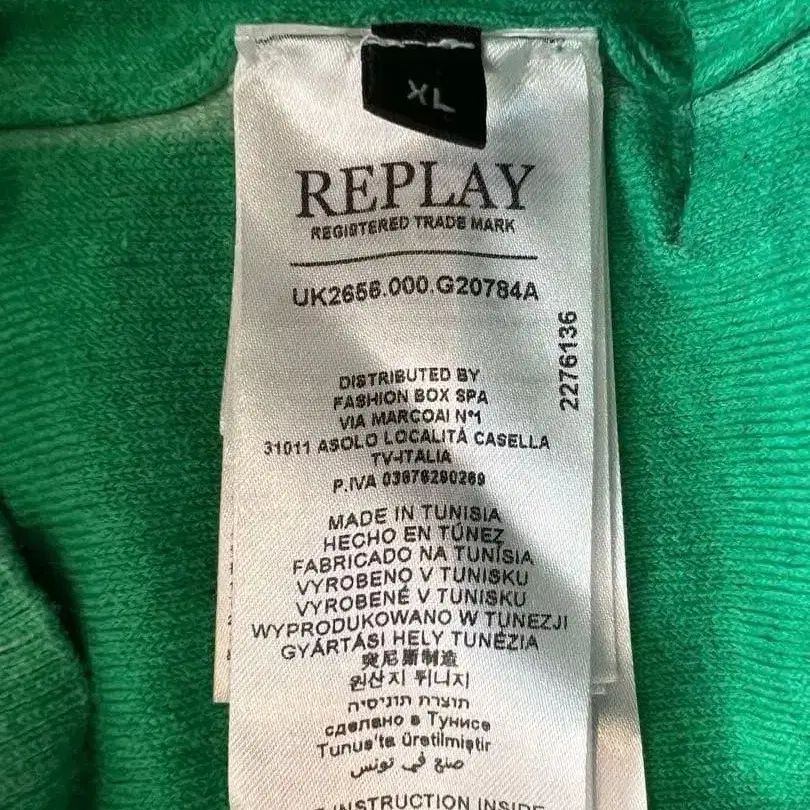 XL
REPLAY
REGISTERED TRADE MARK
UK2656.000.G20784A
2276136
DISTRIBUTED BY
FASHION BOX SPA
VIA MARCOAI N°1
31011 ASOLO LOCALITÀ CASELLA
TV-ITALIA
P.IVA 03676290269
MADE IN TUNISIA
HECHO EN TÚNEZ
FABRICADO NA TUNÍSIA
VYROBENO V TUNISKU
VYROBENÉ V TUNISKU
WYPRODUKOWANO W TUNEZJI
GYÁRTÁSI HELY TUNÉZIA
突尼斯制造
원산지 튀니지
תוצרת תוניסיה
сделано в Тунисе
Tunus'ta üretilmiştir
صنع في تونس
INSTRUCTION INSIDE